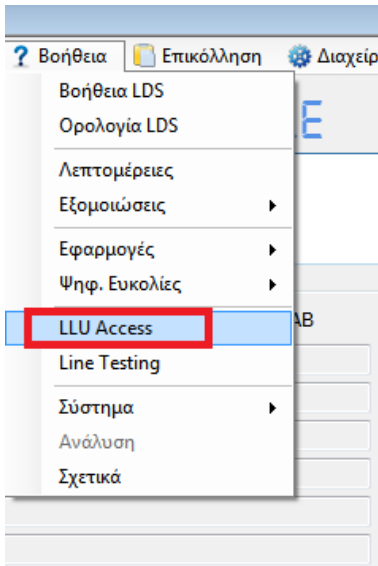 ? Βοήθεια Επικόλληση Διαχείρ
Βοήθεια LDS
Ορολογία LDS
E
Λεπτομέρειες
Εξομοιώσεις
Εφαρμογές
Ψηφ. Ευκολίες
LLU Access
AB
Line Testing
Σύστημα
Ανάλυση
Σχετικά